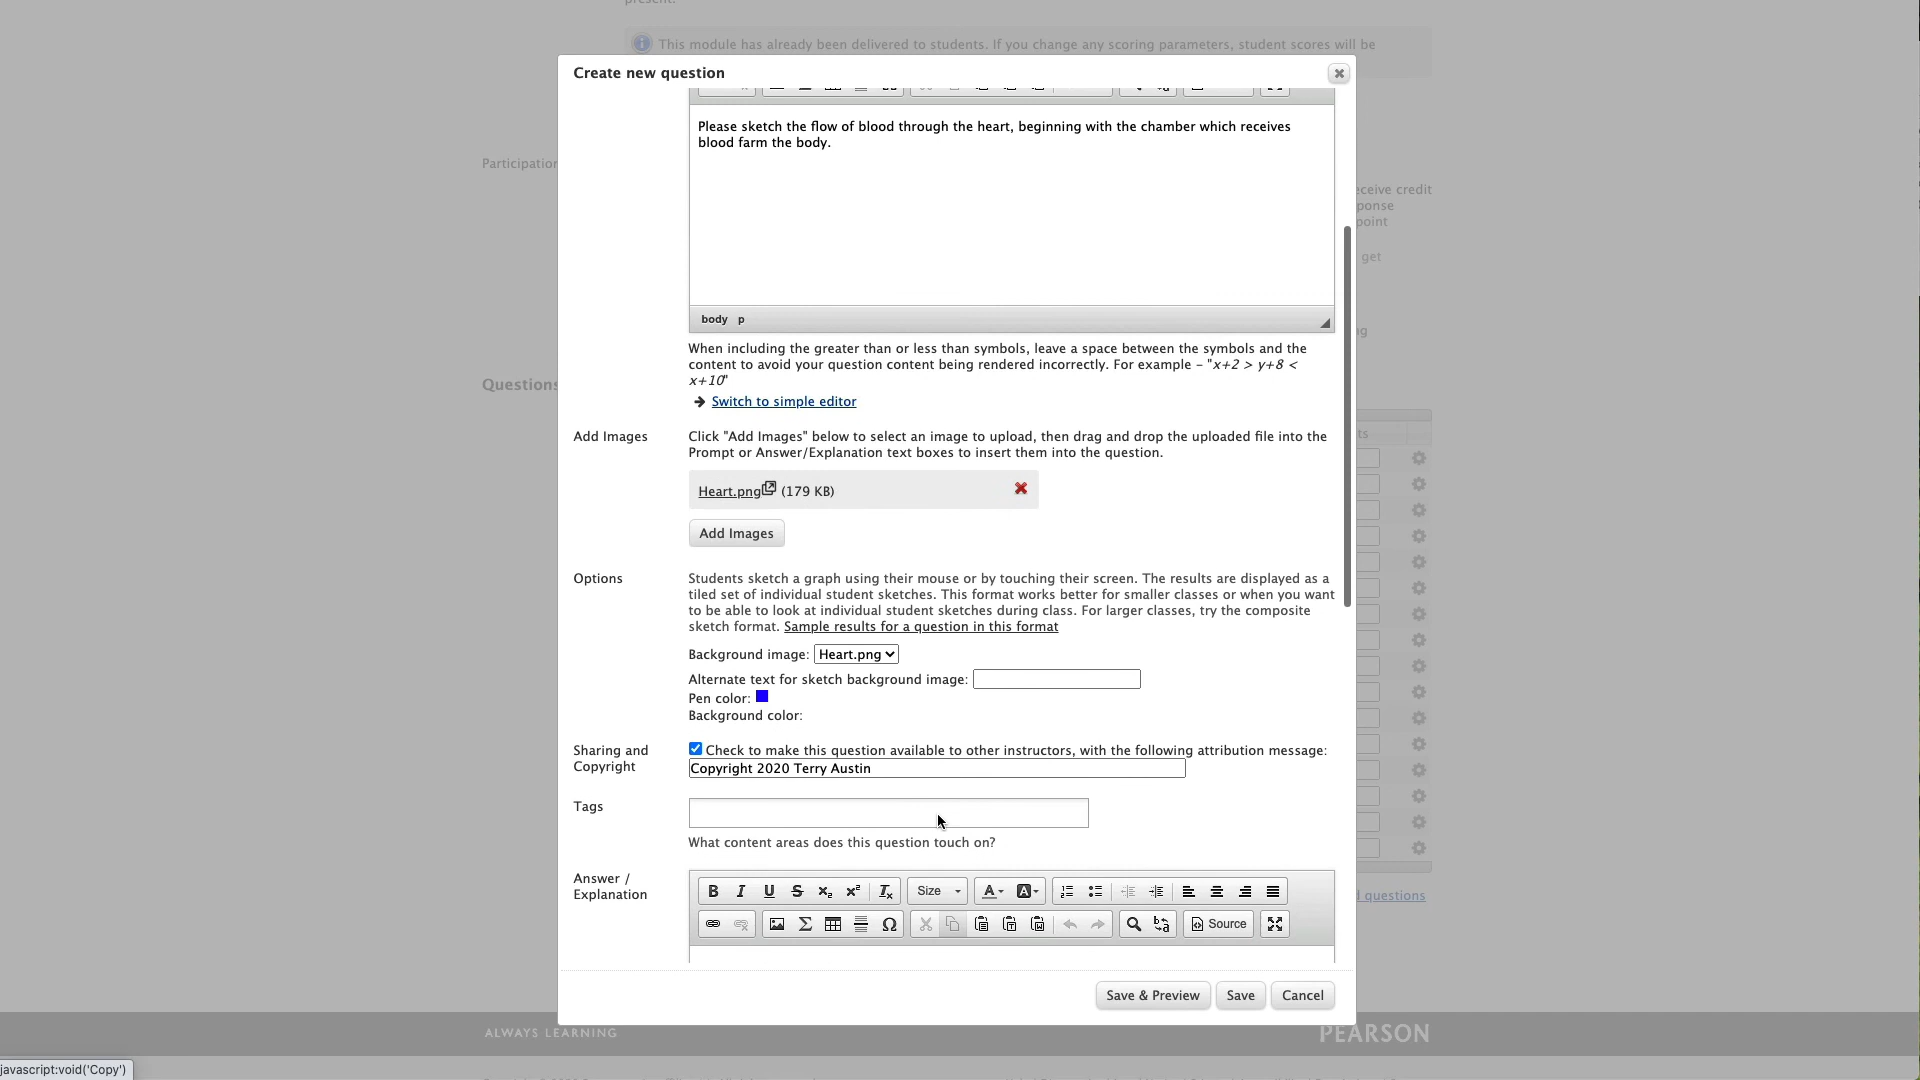 present.
This module has already been delivered to students. If you change any scoring parameters, student scores will be
Create new question
Please sketch the flow of blood through the heart, beginning with the chamber which receives
blood farm the body.
Participation
eceive credit
ponse
point
get
body p
When including the greater than or less than symbols, leave a space between the symbols and the
content to avoid your question content being rendered incorrectly. For example - "x+2 > y+8 <
x+10"
Switch to simple editor
Questions
Add Images
Click "Add Images" below to select an image to upload, then drag and drop the uploaded file into the
Prompt or Answer/Explanation text boxes to insert them into the question.
ts
Heart.png (179 KB)
Add Images
Options
Students sketch a graph using their mouse or by touching their screen. The results are displayed as a
tiled set of individual student sketches. This format works better for smaller classes or when you want
to be able to look at individual student sketches during class. For larger classes, try the composite
sketch format. Sample results for a question in this format
Background image: Heart.png
Alternate text for sketch background image:
Pen color:
Background color:
Sharing and
Copyright
Check to make this question available to other instructors, with the following attribution message:
Copyright 2020 Terry Austin
Tags
What content areas does this question touch on?
Answer /
Explanation
Size
Source
questions
Save & Preview
Save
Cancel
ALWAYS LEARNING
PEARSON
javascript:void('Copy')